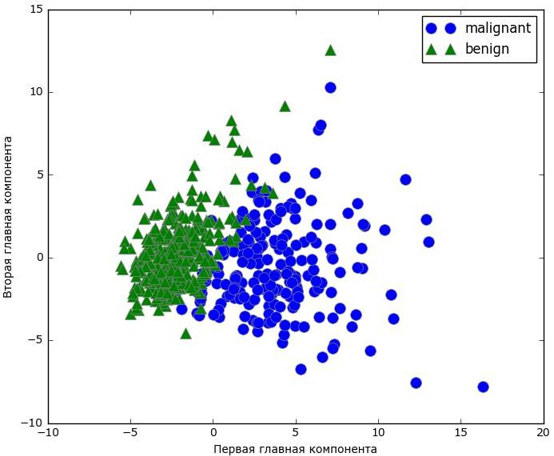 malignant
benign
15
10
5
0
−5
−10
Вторая главная компонента
−10 −5 0 5 10 15 20
Первая главная компонента